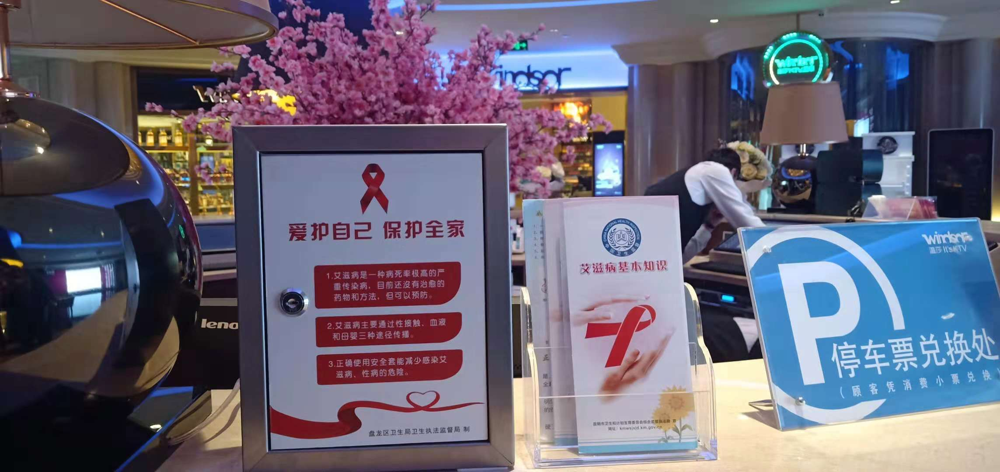 windsor
爱护自己 保护全家
1.艾滋病是一种病死率极高的严
重传染病，目前还没有治愈的
药物和方法，但可以预防。
2.艾滋病主要通过性接触、血液
和母婴三种途径传播。
3.正确使用安全套能减少感染艾
滋病、性病的危险。
盘龙区卫生局卫生执法监督局 制
leno
CHINA NATIONAL HEALTH INSPECTION
中国卫生监督
艾滋病基本知识
昆明市卫生和计划生育委员会综合监督执法局 宣
网址：kmwsjsjd.km.gov.cn
windsor
温莎 It's KTV
P
停车票兑换处
（顾客凭消费小票兑换）